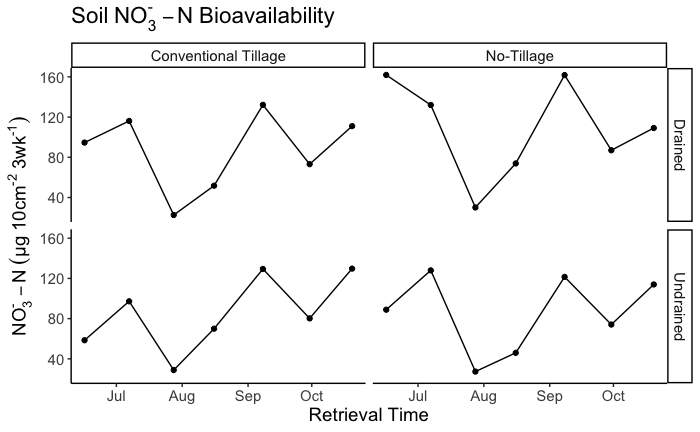 Soil NO₃⁻ – N Bioavailability
Conventional Tillage
No-Tillage
160
120
80
40
Drained
160
120
80
40
Undrained
NO₃⁻ – N (µg 10cm⁻² 3wk⁻¹)
Jul Aug Sep Oct
Jul Aug Sep Oct
Retrieval Time